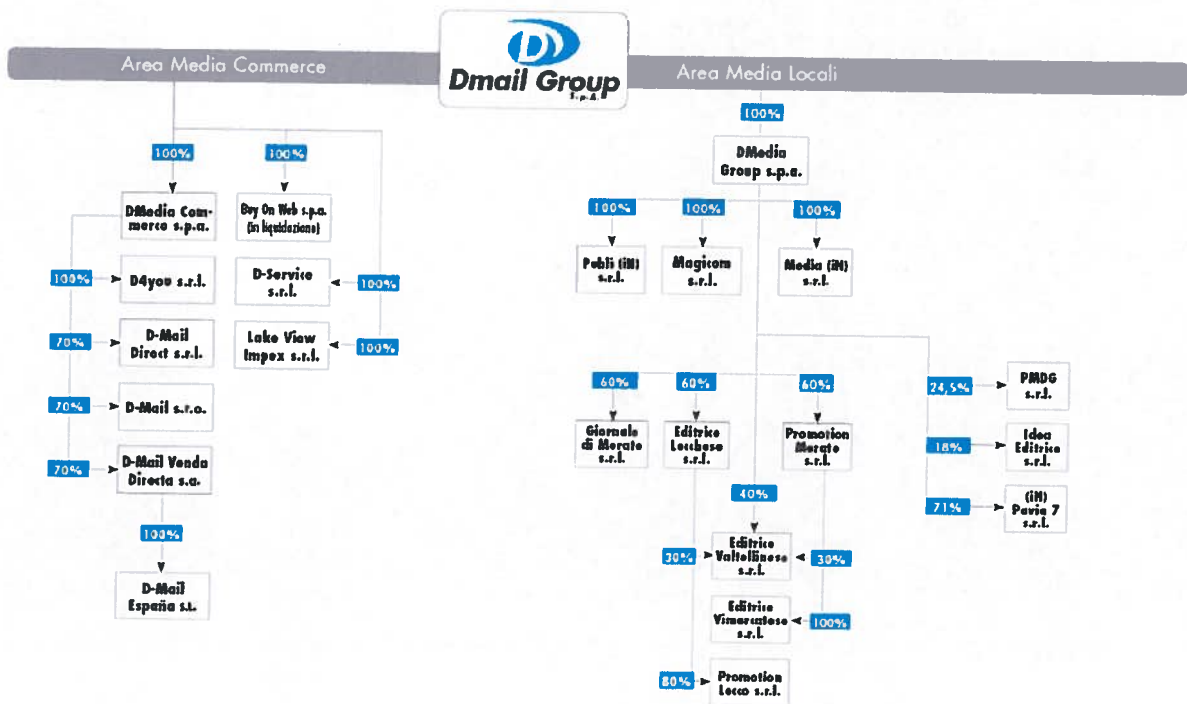 Area Media Commerce
D
Dmail Group
s.p.A.
Area Media Locali
100%
100%
DMedia Com-
merce s.p.a.
Buy On Web s.p.a.
(in liquidazione)
100%
D4you s.r.l.
D-Service
s.r.l.
100%
70%
D-Mail
Direct s.r.l.
Lake View
Impex s.r.l.
100%
70%
D-Mail s.r.o.
70%
D-Mail Venda
Directa s.a.
100%
D-Mail
España s.L.
100%
DMedia
Group s.p.a.
100%
100%
100%
Publi (iN)
s.r.l.
Magicom
s.r.l.
Media (iN)
s.r.l.
60%
60%
60%
Giornale
di Merate
s.r.l.
Editrice
Lecchese
s.r.l.
Promotion
Merate
s.r.l.
24,5%
PMDG
s.r.l.
18%
Idea
Editrice
s.r.l.
71%
(iN)
Pavia 7
s.r.l.
40%
30%
Editrice
Valtellinese
s.r.l.
30%
Editrice
Vimercatese
s.r.l.
100%
80%
Promotion
Lecco s.r.l.